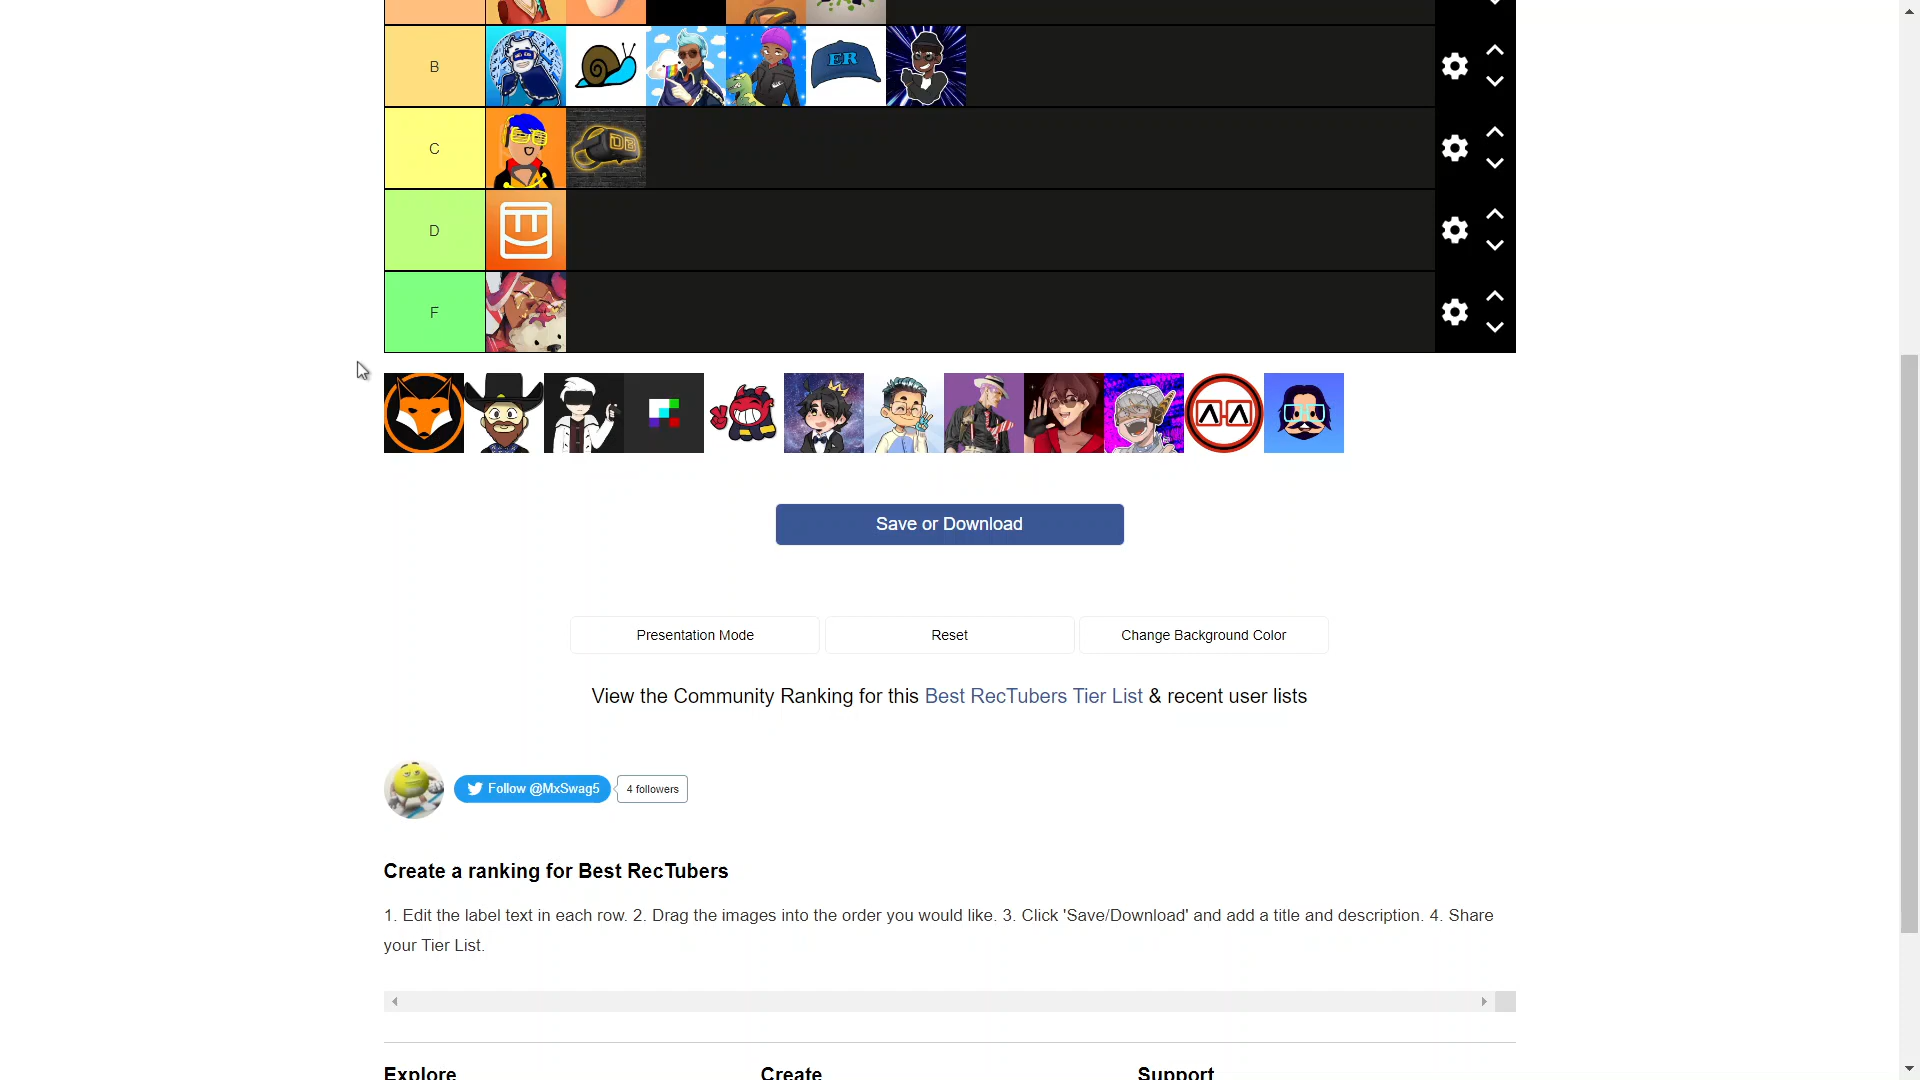 B
ER
C
DB
D
F
Save or Download
Presentation Mode
Reset
Change Background Color
View the Community Ranking for this Best RecTubers Tier List & recent user lists
Follow @MxSwag5
4 followers
Create a ranking for Best RecTubers
1. Edit the label text in each row. 2. Drag the images into the order you would like. 3. Click 'Save/Download' and add a title and description. 4. Share
your Tier List.
Explore
Create
Support